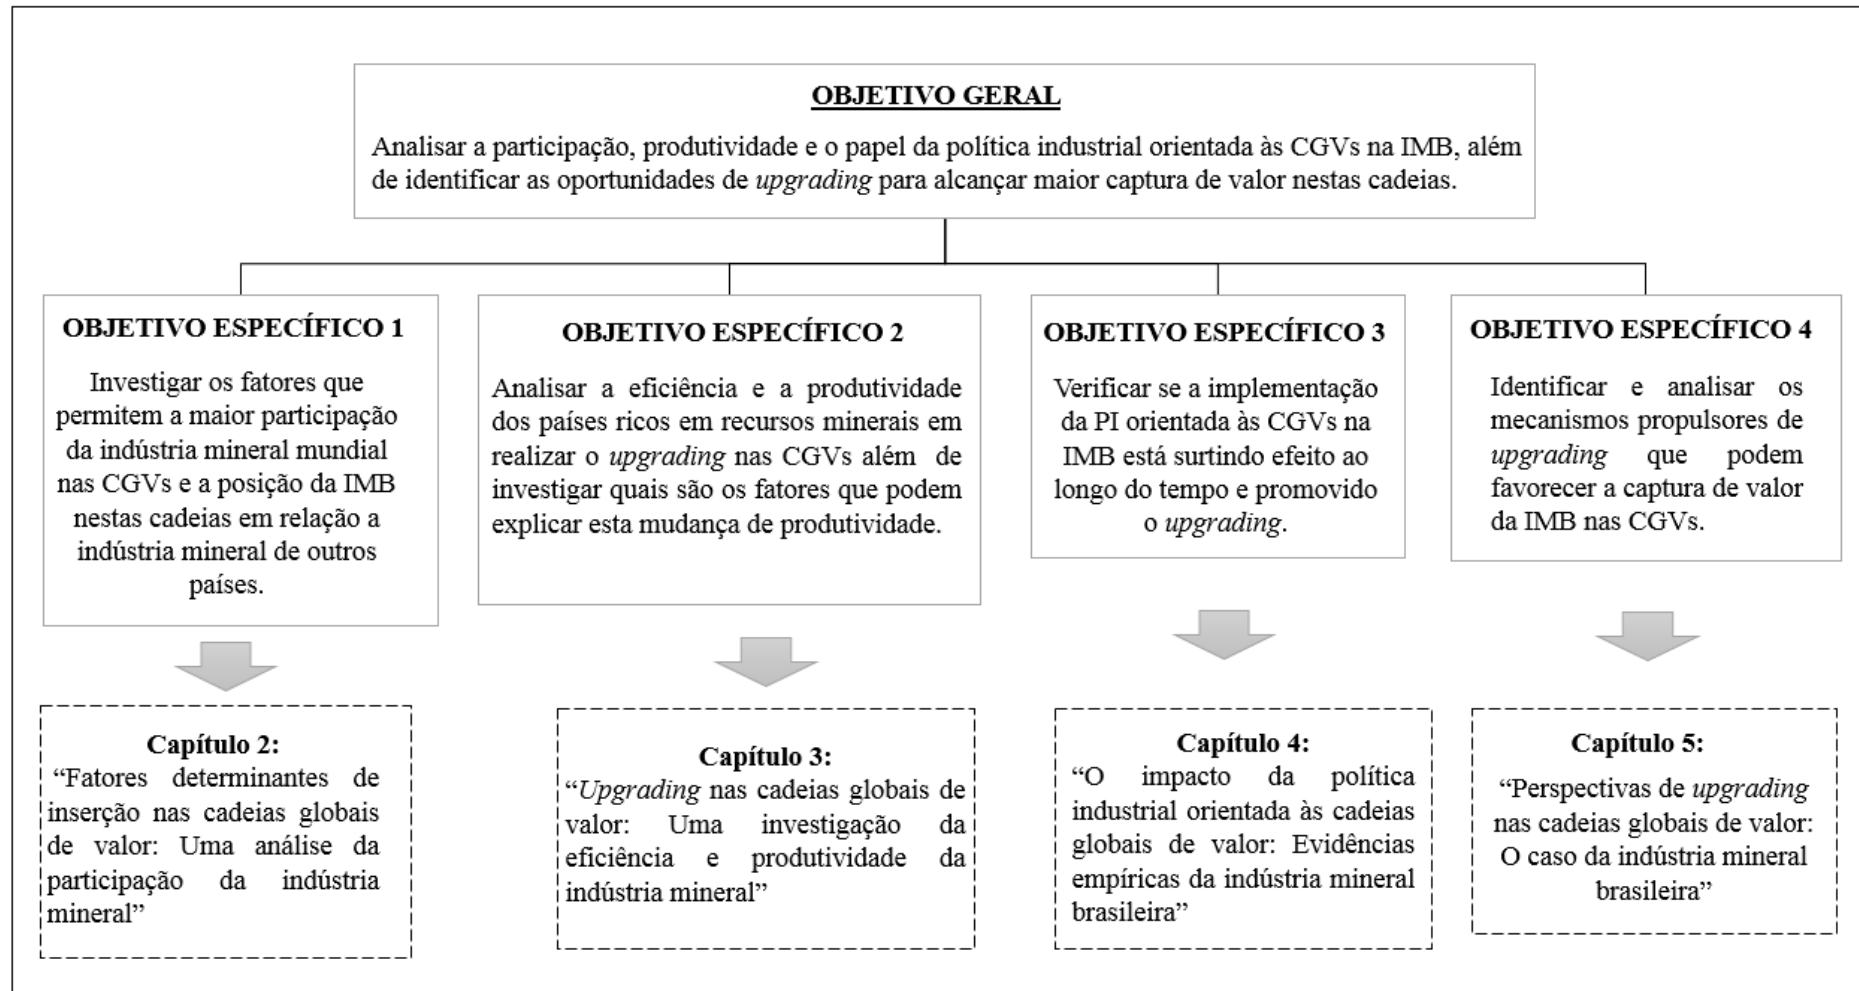 OBJETIVO GERAL
Analisar a participação, produtividade e o papel da política industrial orientada às CGVs na IMB, além
de identificar as oportunidades de upgrading para alcançar maior captura de valor nestas cadeias.
OBJETIVO ESPECÍFICO 1
Investigar os fatores que
permitem a maior participação
da indústria mineral mundial
nas CGVs e a posição da IMB
nestas cadeias em relação a
indústria mineral de outros
países.
OBJETIVO ESPECÍFICO 2
Analisar a eficiência e a produtividade
dos países ricos em recursos minerais em
realizar o upgrading nas CGVs além de
investigar quais são os fatores que podem
explicar esta mudança de produtividade.
OBJETIVO ESPECÍFICO 3
Verificar se a implementação
da PI orientada às CGVs na
IMB está surtindo efeito ao
longo do tempo e promovido
o upgrading.
OBJETIVO ESPECÍFICO 4
Identificar e analisar os
mecanismos propulsores de
upgrading que podem
favorecer a captura de valor
da IMB nas CGVs.
Capítulo 2:
“Fatores determinantes de
inserção nas cadeias globais
de valor: Uma análise da
participação da indústria
mineral”
Capítulo 3:
“Upgrading nas cadeias globais de
valor: Uma investigação da
eficiência e produtividade da
indústria mineral”
Capítulo 4:
“O impacto da política
industrial orientada às cadeias
globais de valor: Evidências
empíricas da indústria mineral
brasileira”
Capítulo 5:
“Perspectivas de upgrading
nas cadeias globais de valor:
O caso da indústria mineral
brasileira”